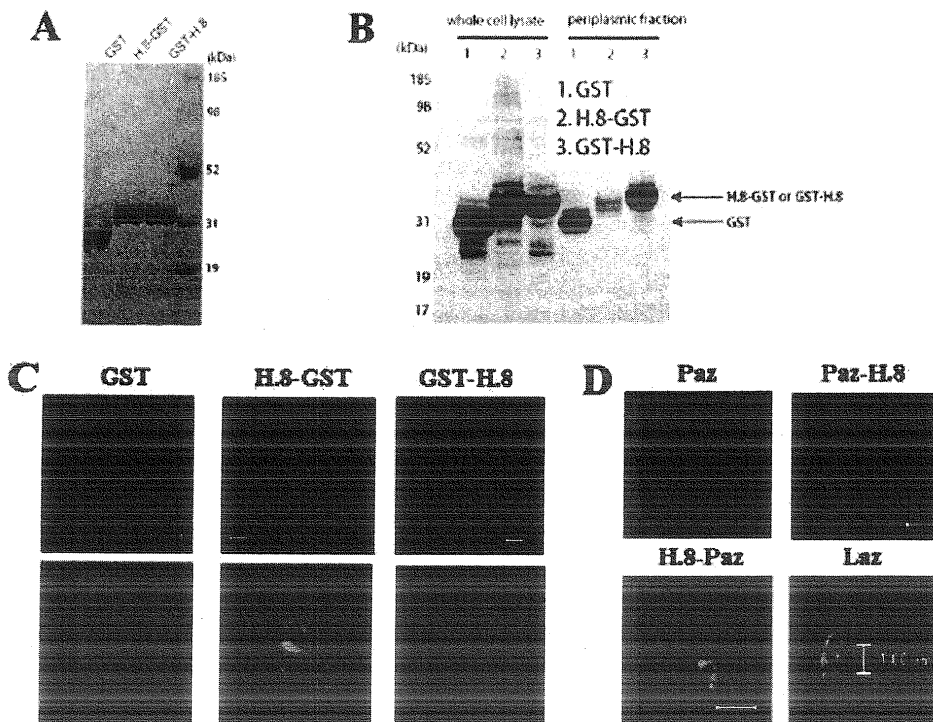 A
GST
H.8-GST
GST-H.8
(kDa)
185
98
52
31
19
B
whole cell lysate
periplasmic fraction
(kDa)
1 2 3 1 2 3
185
98
52
31
19
17
1. GST
2. H.8-GST
3. GST-H.8
H.8-GST or GST-H.8
GST
C
GST
H.8-GST
GST-H.8
D
Paz
Paz-H.8
H.8-Paz
Laz